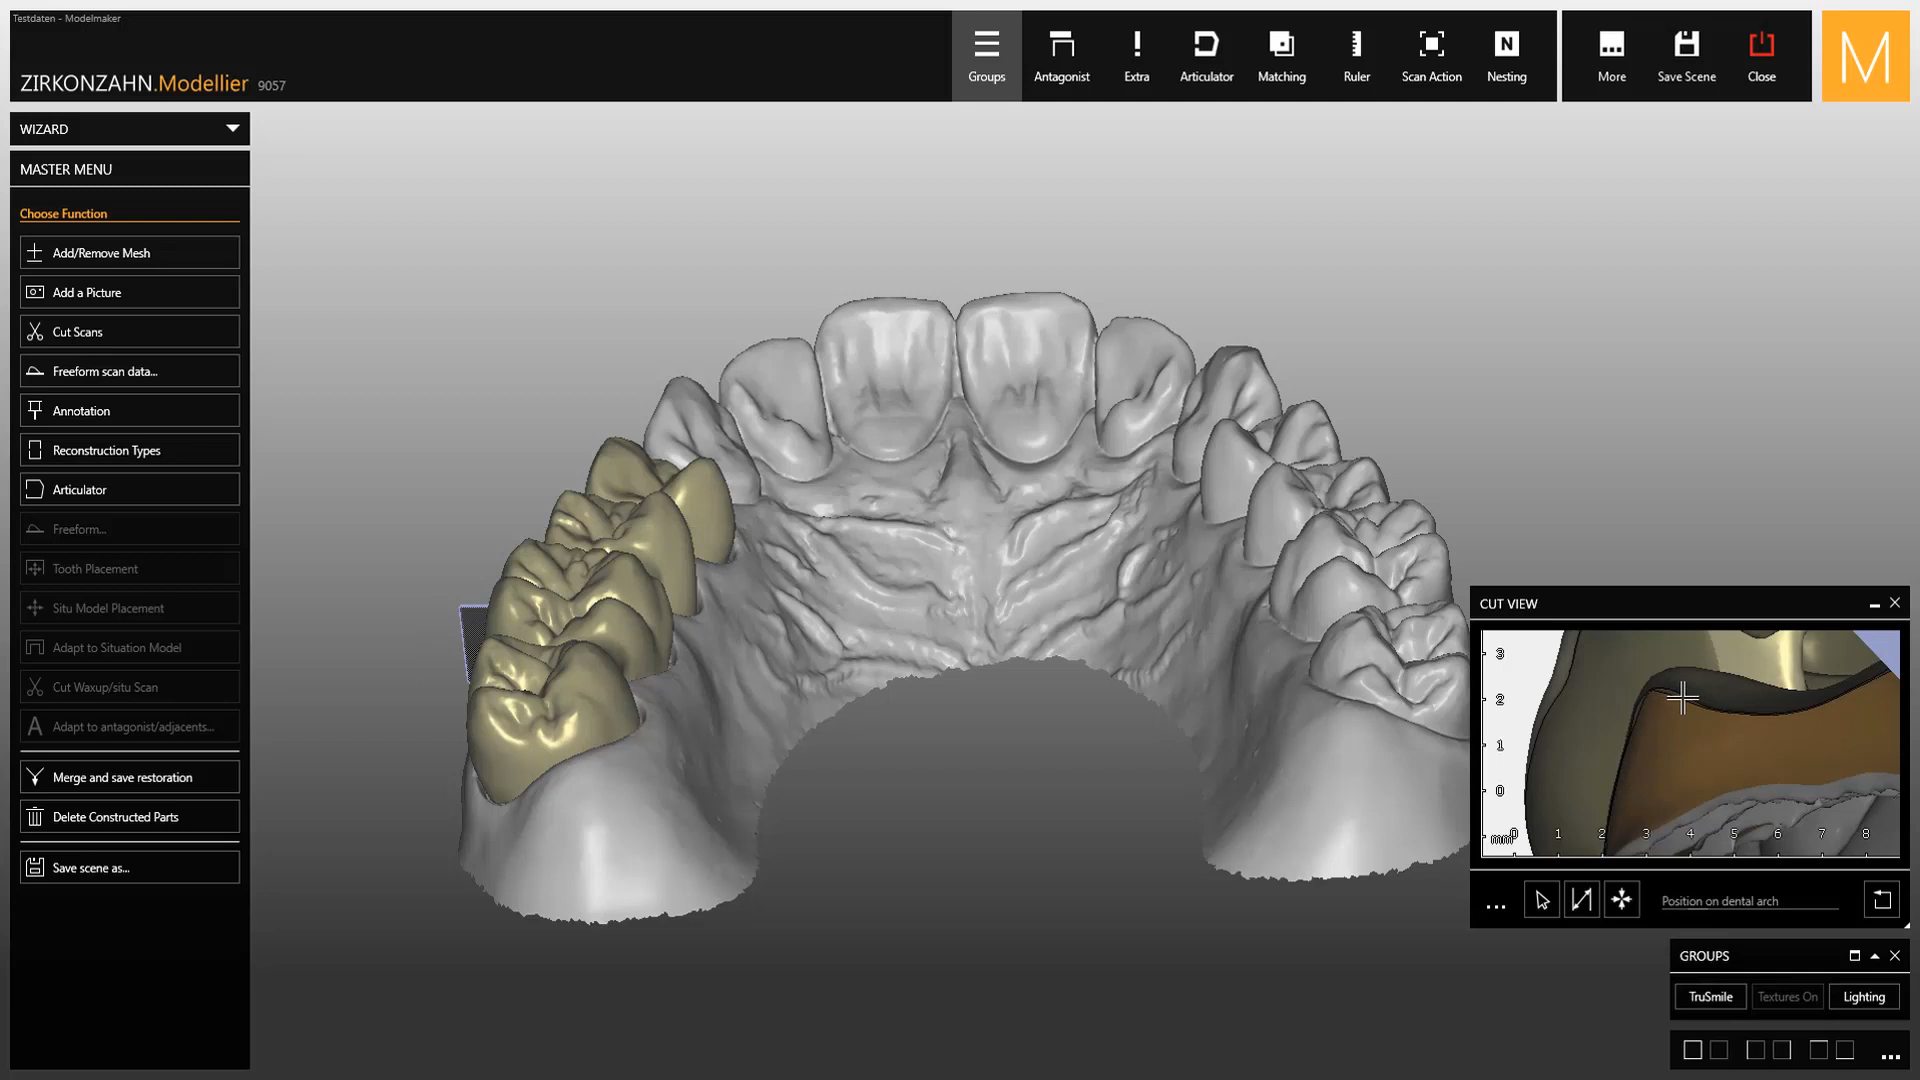 Testdaten - Modelmaker
ZIRKONZAHN.Modellier 9057
Groups
Antagonist
Extra
Articulator
Matching
Ruler
N
Scan Action
Nesting
More
Save Scene
Close
M
WIZARD
MASTER MENU
Choose Function
Add/Remove Mesh
Add a Picture
Cut Scans
Freeform scan data...
Annotation
Reconstruction Types
Articulator
Freeform...
Tooth Placement
Situ Model Placement
Adapt to Situation Model
Cut Waxup/situ Scan
A Adapt to antagonist/adjacents...
Merge and save restoration
Delete Constructed Parts
Save scene as...
CUT VIEW
3
2
1
0
mm 0 1 2 3 4 5 6 7 8
... Position on dental arch
GROUPS
TruSmile Textures On Lighting
...